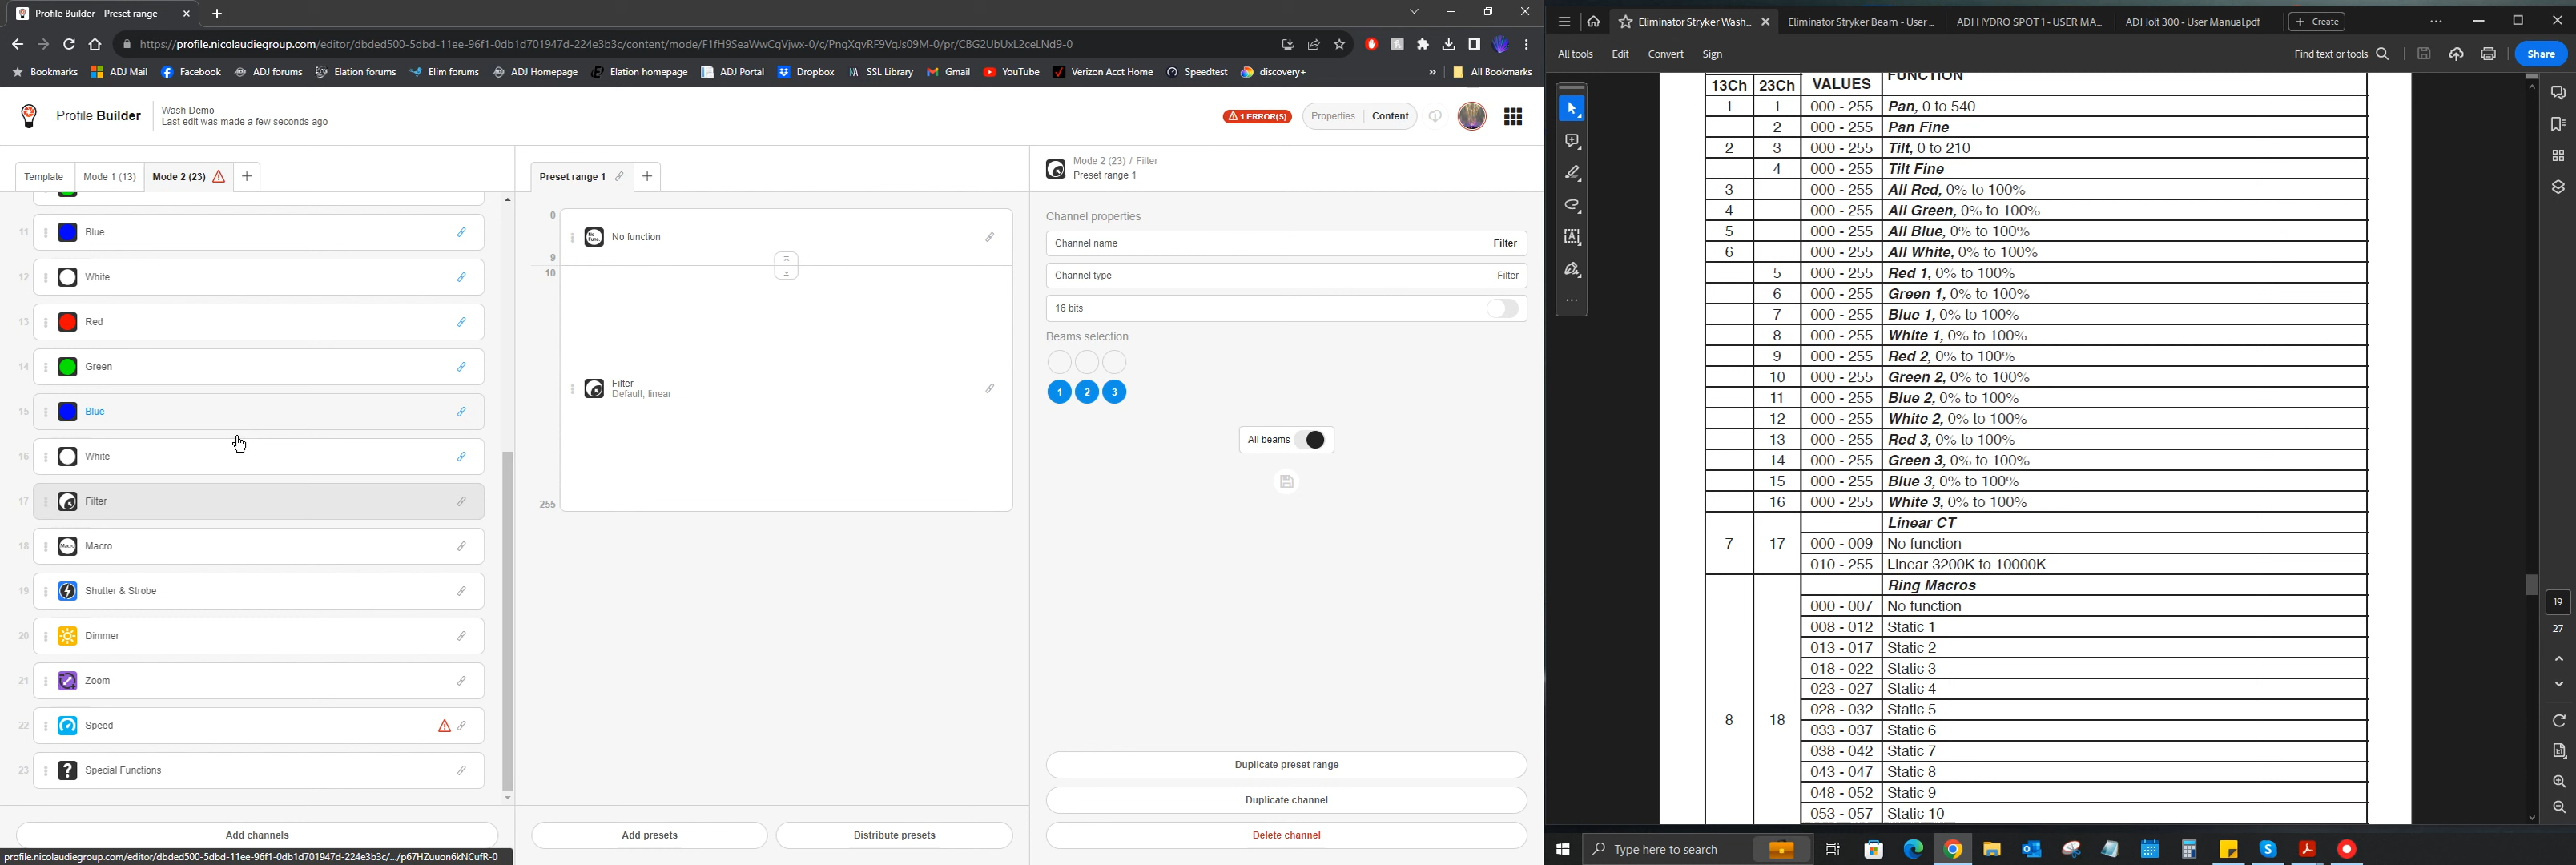 Profile Builder - Preset range
https://profile.nicolaudiegroup.com/editor/dbded500-5dbd-11ee-96f1-0db1d701947d-224e3b3c/content/mode/F1fH9SeaWwCgVjwx-0/c/PngXqvRF9VqJs09M-0/pr/CBG2UbUxL2ceLNd9-0
Bookmarks ADJ Mail Facebook ADJ forums Elation forums Elim forums ADJ Homepage Elation homepage ADJ Portal Dropbox SSL Library Gmail YouTube Verizon Acct Home Speedtest discovery+ » All Bookmarks
Profile Builder
Wash Demo
Last edit was made a few seconds ago
1 ERROR(S)
Properties Content
Template Mode 1 (13) Mode 2 (23)
11 Blue
12 White
13 Red
14 Green
15 Blue
16 White
17 Filter
18 Macro
19 Shutter & Strobe
20 Dimmer
21 Zoom
22 Speed
23 Special Functions
Add channels
profile.nicolaudiegroup.com/editor/dbded500-5dbd-11ee-96f1-0db1d701947d-224e3b3c/.../p67HZuuon6kNCufR-0
Preset range 1
0
No function
9
10
Filter
Default, linear
255
Add presets
Distribute presets
Mode 2 (23) / Filter
Preset range 1
Channel properties
Channel name Filter
Channel type Filter
16 bits
Beams selection
1 2 3
All beams
Duplicate preset range
Duplicate channel
Delete channel
Eliminator Stryker Wash... Eliminator Stryker Beam - User ... ADJ HYDRO SPOT 1 - USER MA... ADJ Jolt 300 - User Manual.pdf + Create
All tools Edit Convert Sign Find text or tools Share
13Ch 23Ch VALUES FUNCTION
1 1 000 - 255 Pan, 0 to 540
2 000 - 255 Pan Fine
2 3 000 - 255 Tilt, 0 to 210
4 000 - 255 Tilt Fine
3 000 - 255 All Red, 0% to 100%
4 000 - 255 All Green, 0% to 100%
5 000 - 255 All Blue, 0% to 100%
6 000 - 255 All White, 0% to 100%
5 000 - 255 Red 1, 0% to 100%
6 000 - 255 Green 1, 0% to 100%
7 000 - 255 Blue 1, 0% to 100%
8 000 - 255 White 1, 0% to 100%
9 000 - 255 Red 2, 0% to 100%
10 000 - 255 Green 2, 0% to 100%
11 000 - 255 Blue 2, 0% to 100%
12 000 - 255 White 2, 0% to 100%
13 000 - 255 Red 3, 0% to 100%
14 000 - 255 Green 3, 0% to 100%
15 000 - 255 Blue 3, 0% to 100%
16 000 - 255 White 3, 0% to 100%
Linear CT
7 17 000 - 009 No function
010 - 255 Linear 3200K to 10000K
Ring Macros
000 - 007 No function
008 - 012 Static 1
013 - 017 Static 2
018 - 022 Static 3
023 - 027 Static 4
028 - 032 Static 5
8 18 033 - 037 Static 6
038 - 042 Static 7
043 - 047 Static 8
048 - 052 Static 9
053 - 057 Static 10
19
27
Type here to search